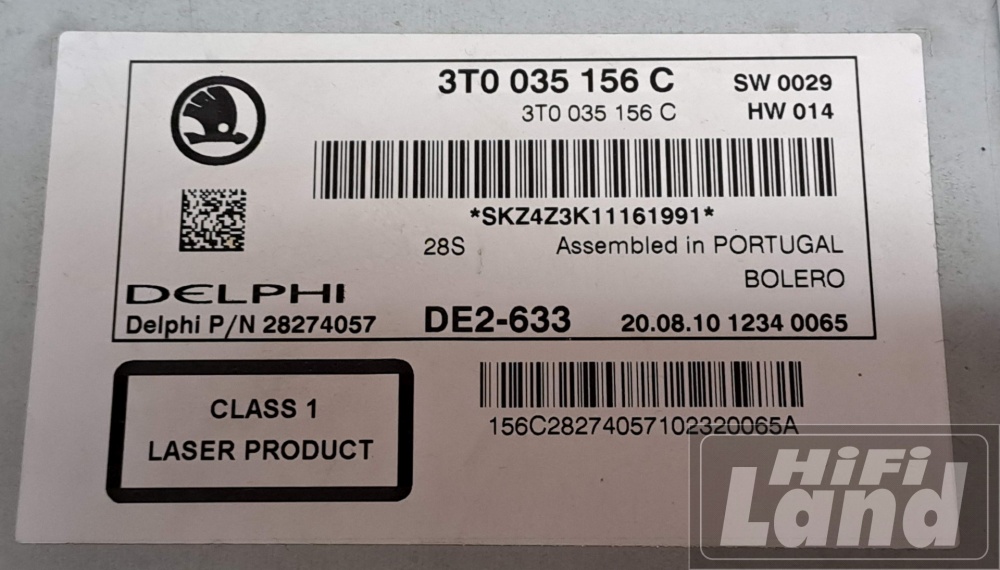 3T0 035 156 C SW 0029
3T0 035 156 C HW 014
*SKZ4Z3K11161991*
28S Assembled in PORTUGAL
BOLERO
DELPHI
Delphi P/N 28274057 DE2-633 20.08.10 1234 0065
CLASS 1
LASER PRODUCT
156C28274057102320065A
HiFi
Land